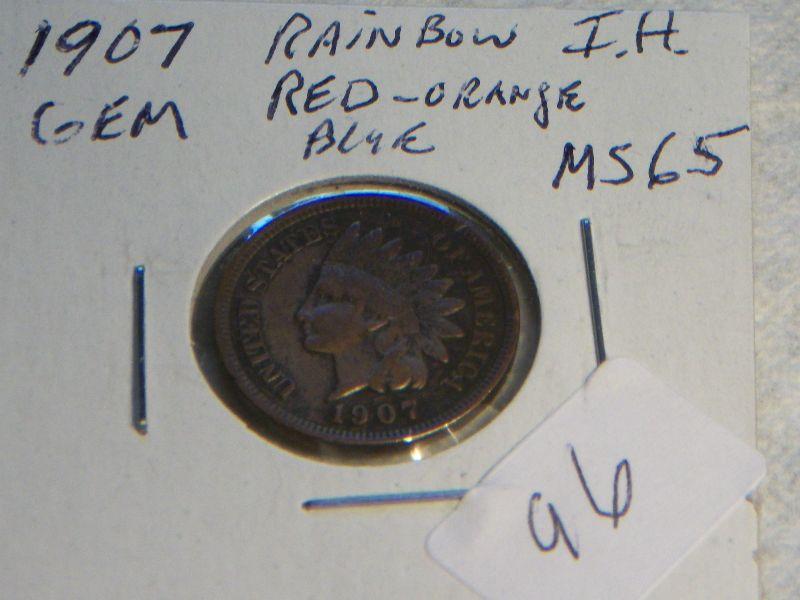 1907 RAINBOW I.H.
GEM RED-ORANGE
BLUE MS65
UNITED STATES OF AMERICA
1907
96